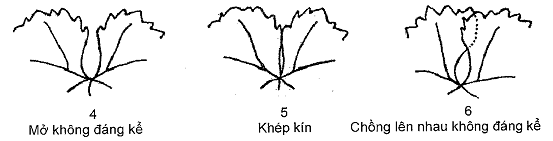 4 5 6
Mở không đáng kể Khép kín Chồng lên nhau không đáng kể